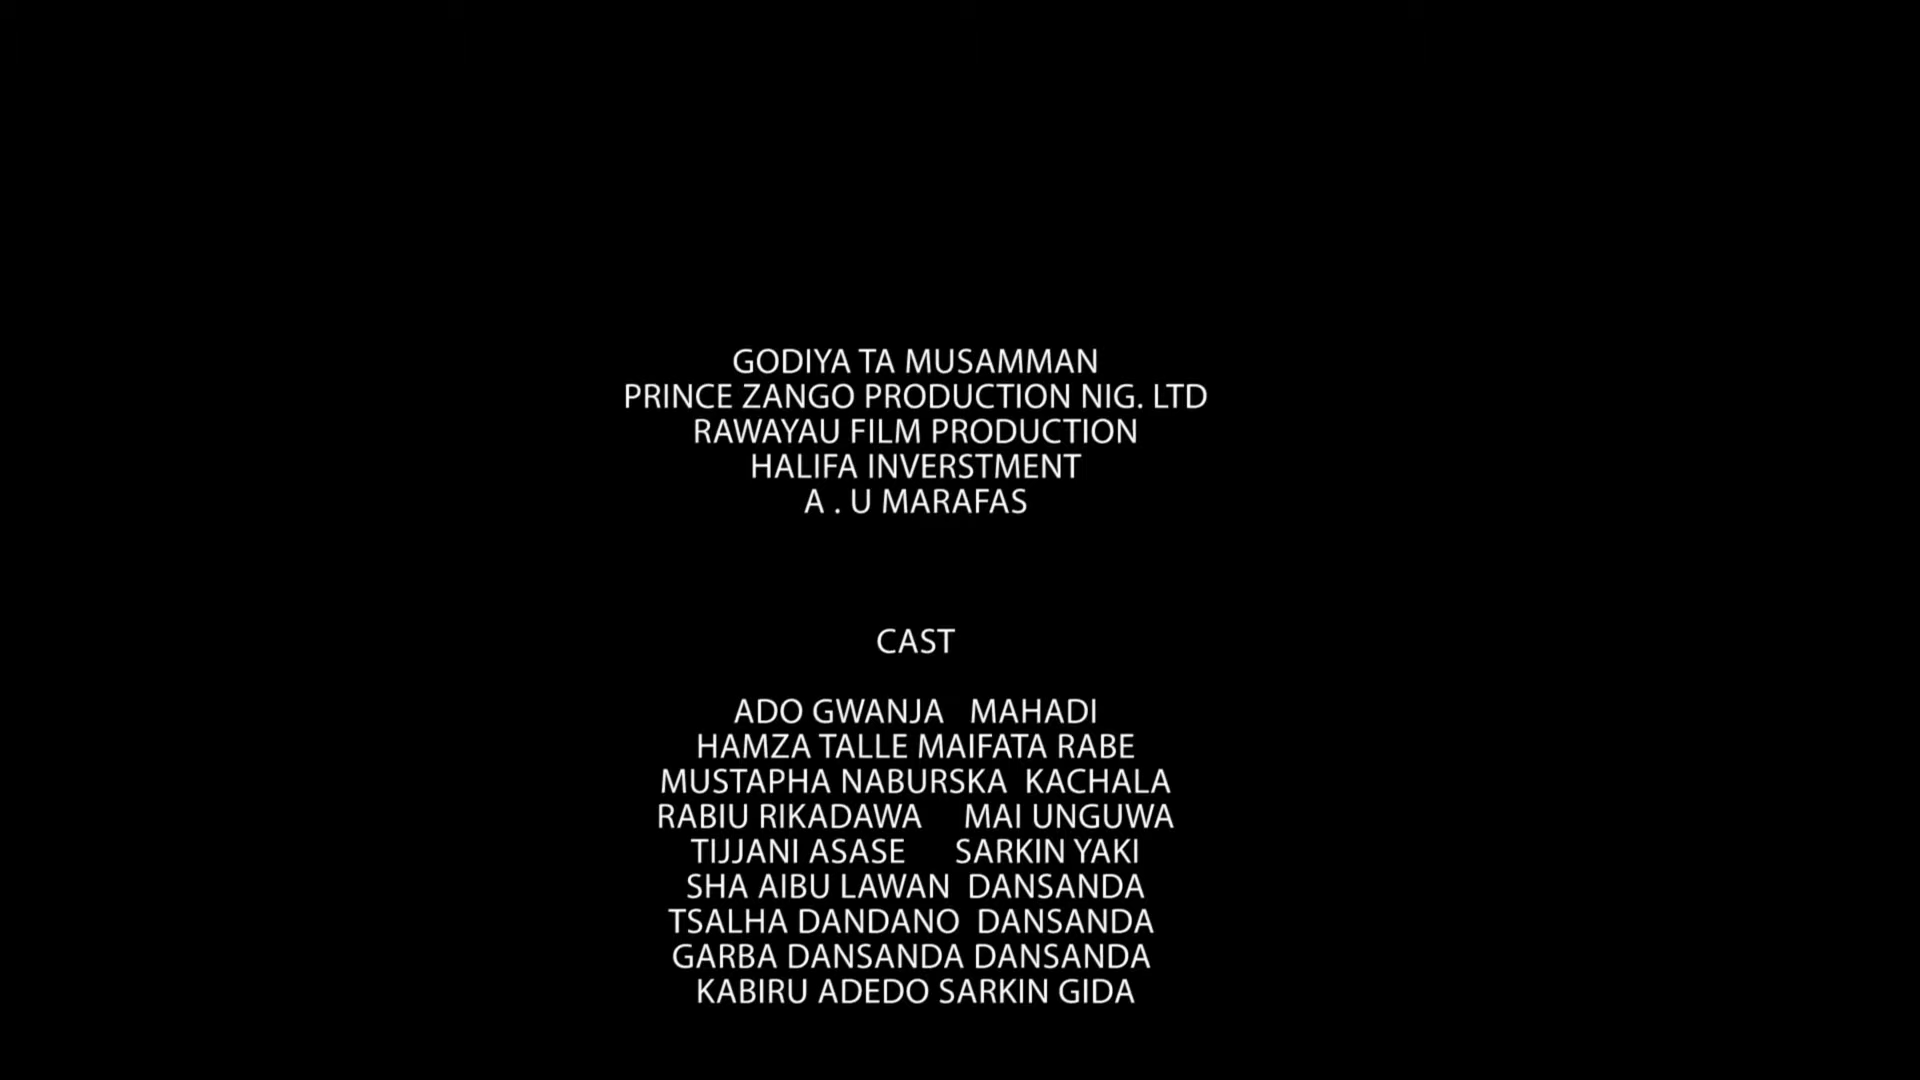 GODIYA TA MUSAMMAN
PRINCE ZANGO PRODUCTION NIG. LTD
RAWAYAU FILM PRODUCTION
HALIFA INVERSTMENT
A . U MARAFAS
CAST
ADO GWANJA MAHADI
HAMZA TALLE MAIFATA RABE
MUSTAPHA NABURSKA KACHALA
RABIU RIKADAWA MAI UNGUWA
TIJJANI ASASE SARKIN YAKI
SHA AIBU LAWAN DANSANDA
TSALHA DANDANO DANSANDA
GARBA DANSANDA DANSANDA
KABIRU ADEDO SARKIN GIDA